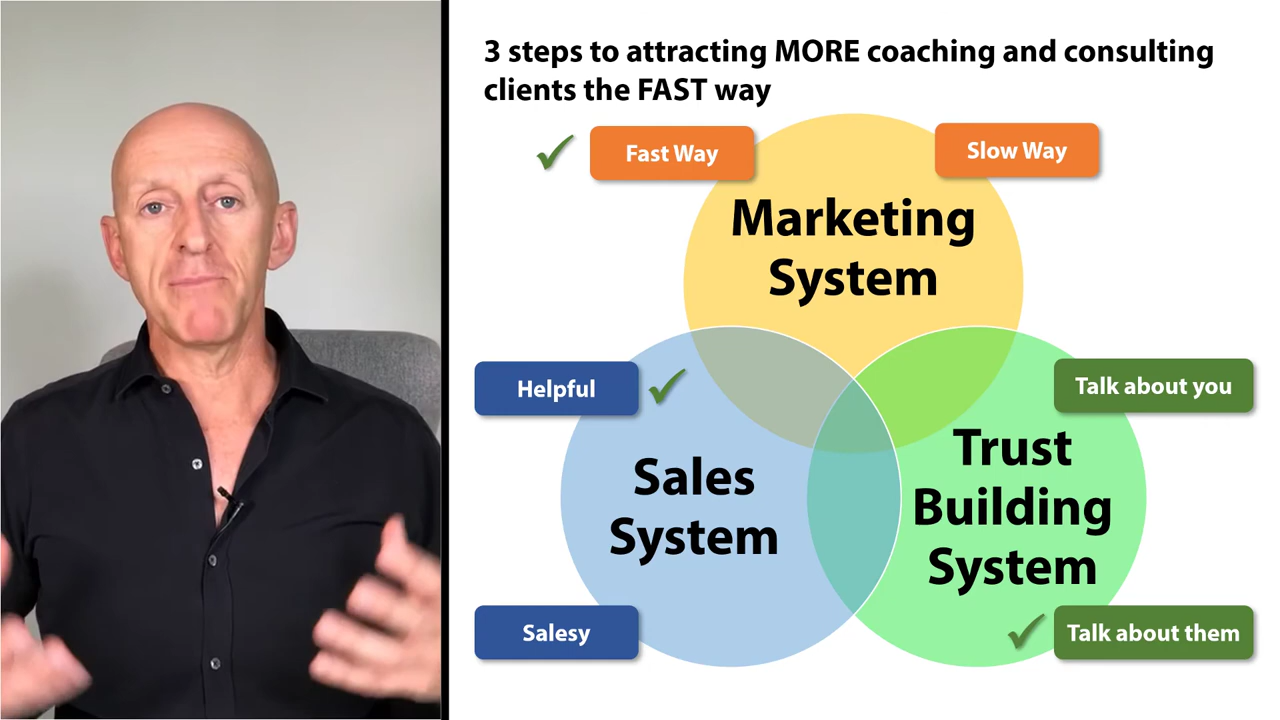 3 steps to attracting MORE coaching and consulting
clients the FAST way
Fast Way
Slow Way
Marketing
System
Helpful
Talk about you
Sales
System
Trust
Building
System
Salesy
Talk about them